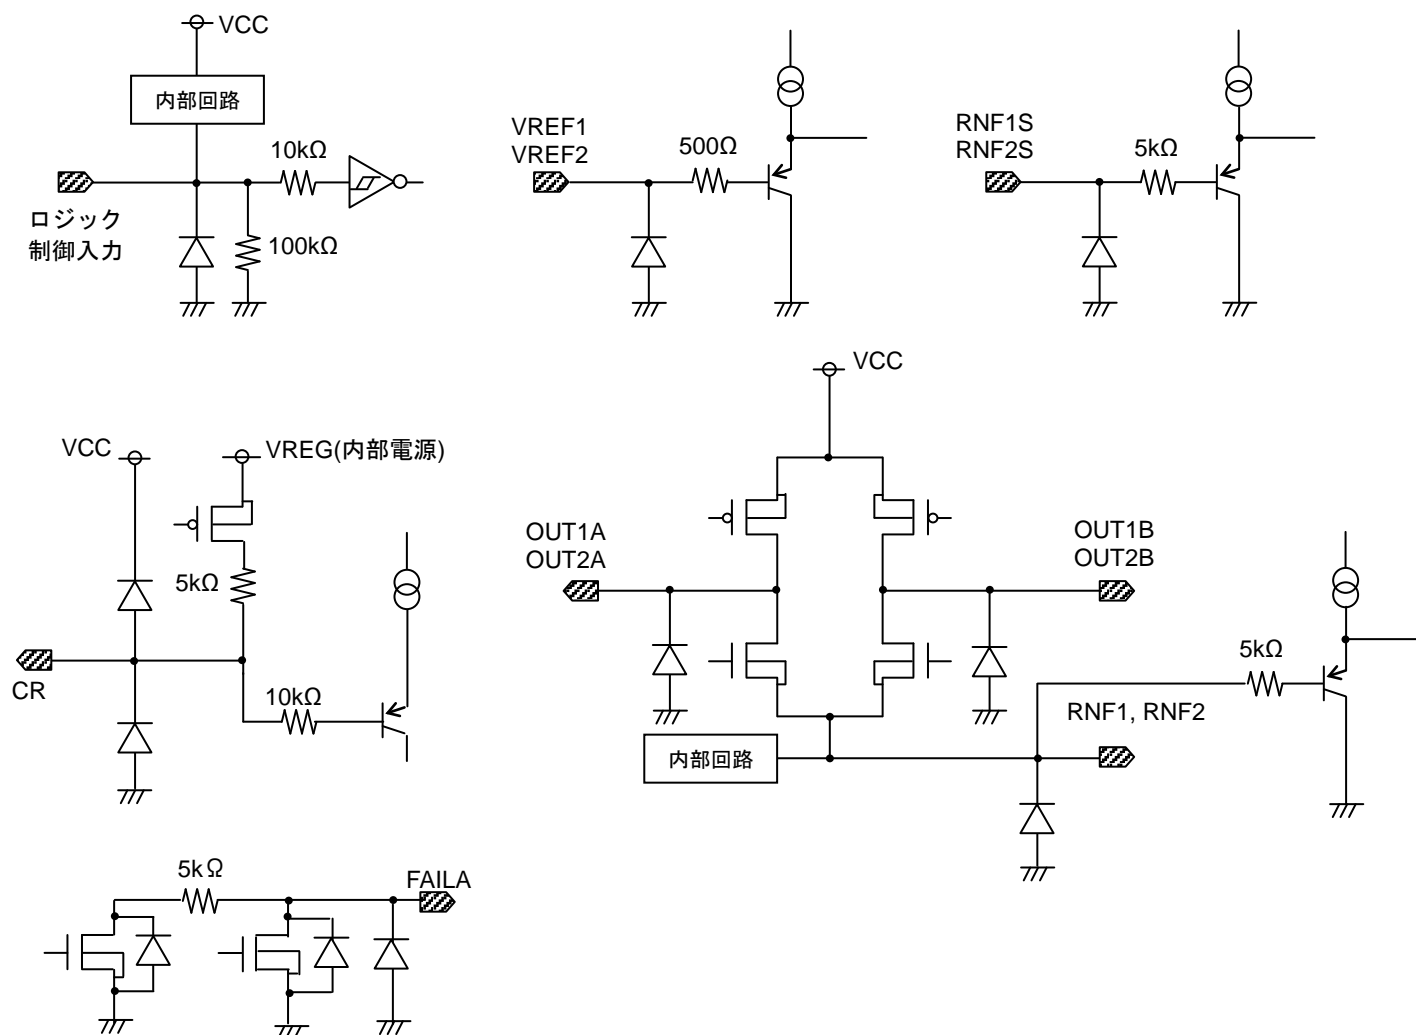 VCC
内部回路
10kΩ
ロジック
制御入力
100kΩ
VREF1
VREF2
500Ω
RNF1S
RNF2S
5kΩ
VCC
VREG(内部電源)
5kΩ
CR
10kΩ
VCC
OUT1A
OUT2A
OUT1B
OUT2B
5kΩ
RNF1, RNF2
内部回路
5kΩ
FAILA